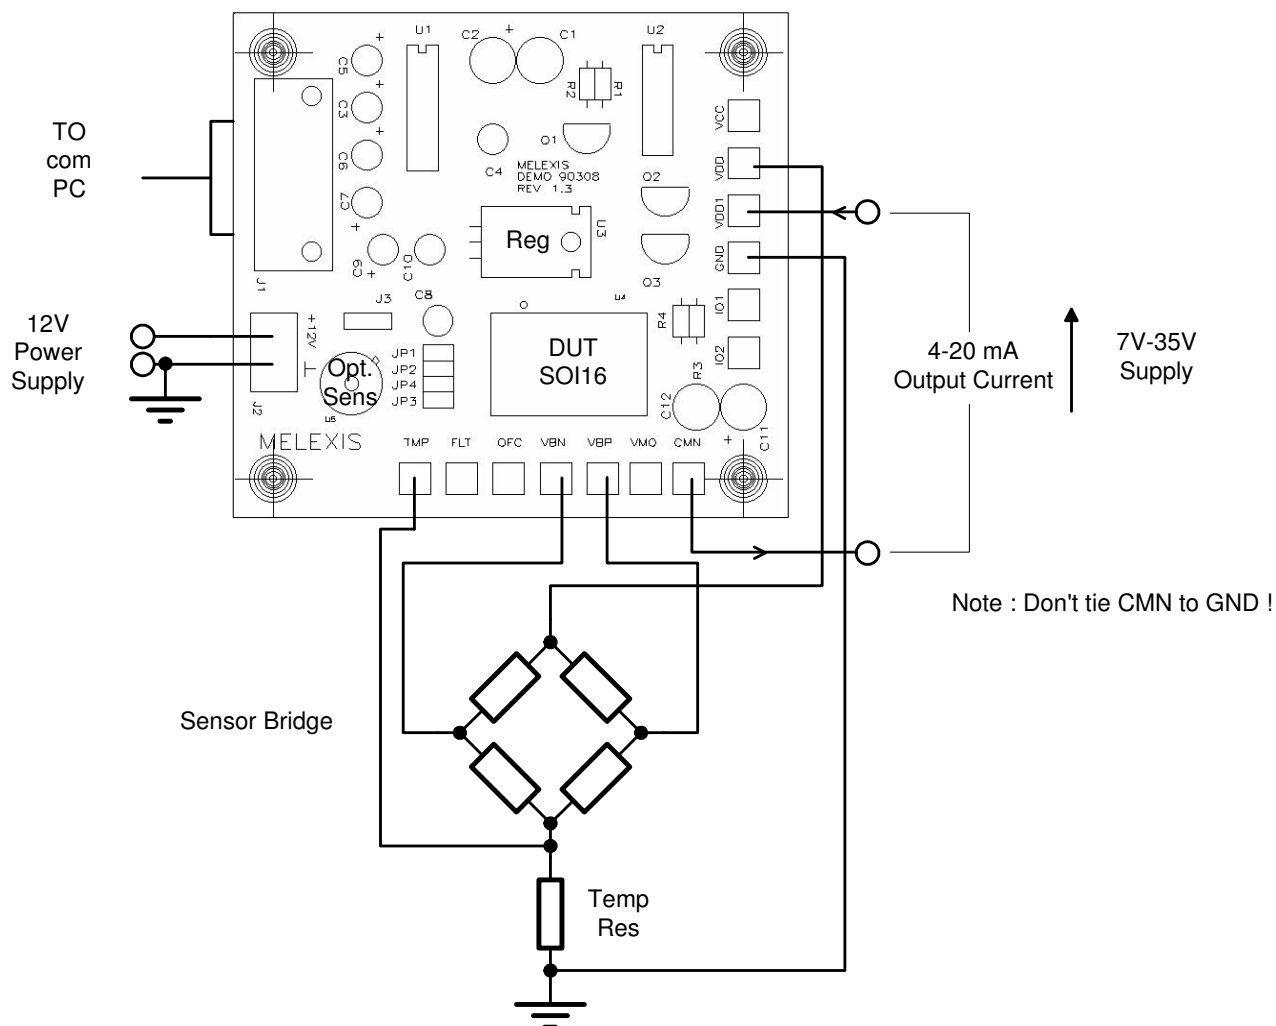 U1
C2
+
C1
U2
+
C5
R2
R1
TO
com
PC
+
C3
VCC
+
C6
Q1
C4
MELEXIS
DEMO 90308
REV 1.3
VDD
Q2
C7
+
VDD1
Reg
U3
C9
+
C10
Q3
GND
J1
J3
C8
U4
IO1
12V
Power
Supply
+12V
R4
JP1
JP2
JP4
JP3
Opt.
Sens
DUT
SOI16
IO2
4-20 mA
Output Current
7V-35V
Supply
R3
J2
U5
C12
+
C11
MELEXIS
TMP
FLT
OFC
VBN
VBP
VMO
CMN
Note : Don't tie CMN to GND !
Sensor Bridge
Temp
Res